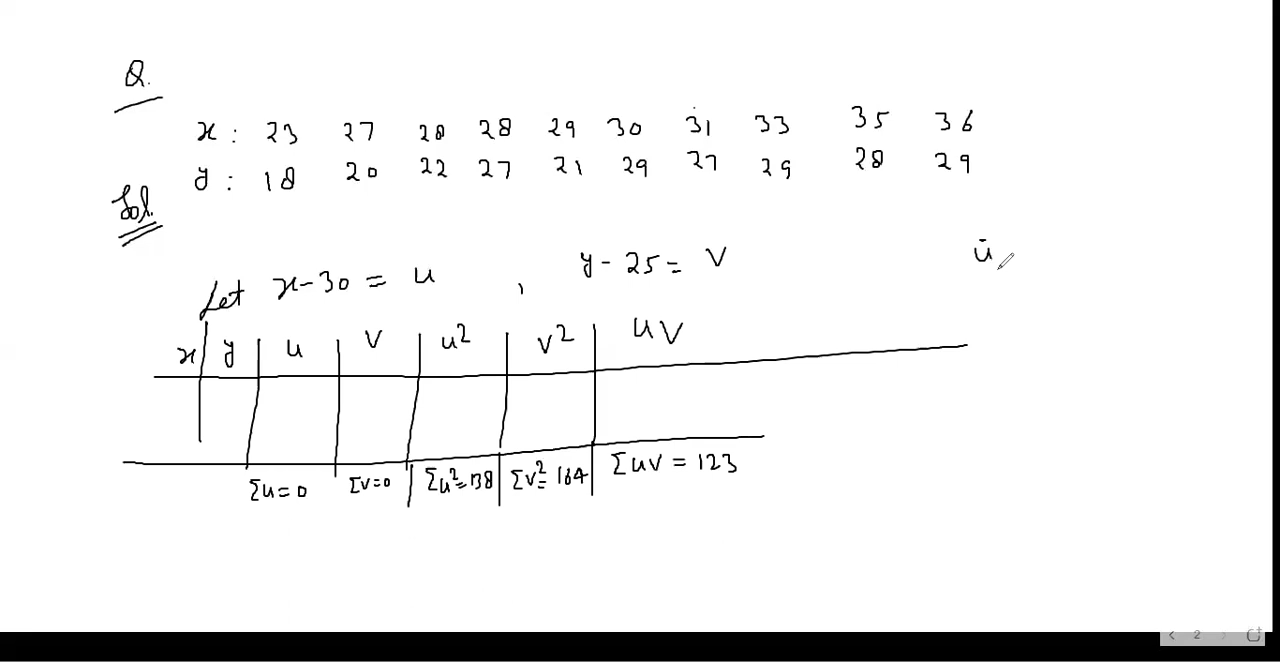 Q.
x : 23 27 28 28 29 30 31 33 35 36
y : 18 20 22 27 21 29 27 29 28 29
Sol.
Let x - 30 = u , y - 25 = v ū
x y u v u² v² uv
Σu = 0 Σv = 0 Σu² = 138 Σv² = 164 Σuv = 123
2